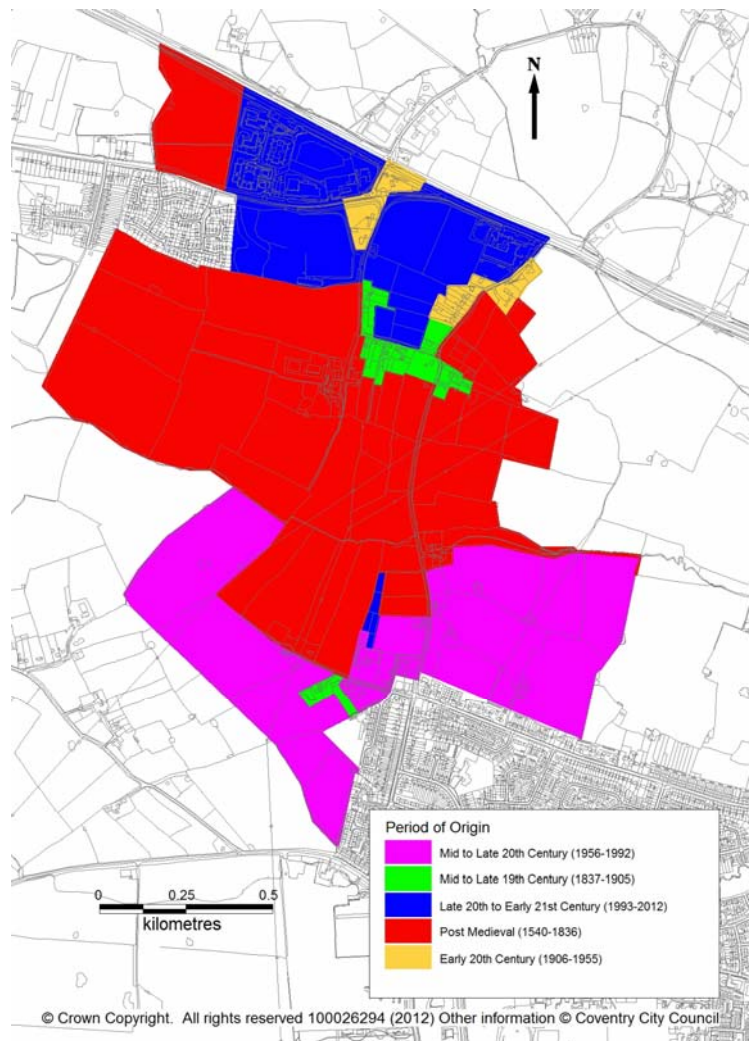 N
Period of Origin
Mid to Late 20th Century (1956-1992)
Mid to Late 19th Century (1837-1905)
Late 20th to Early 21st Century (1993-2012)
Post Medieval (1540-1836)
Early 20th Century (1906-1955)
0 0.25 0.5
kilometres
© Crown Copyright. All rights reserved 100026294 (2012) Other information © Coventry City Council